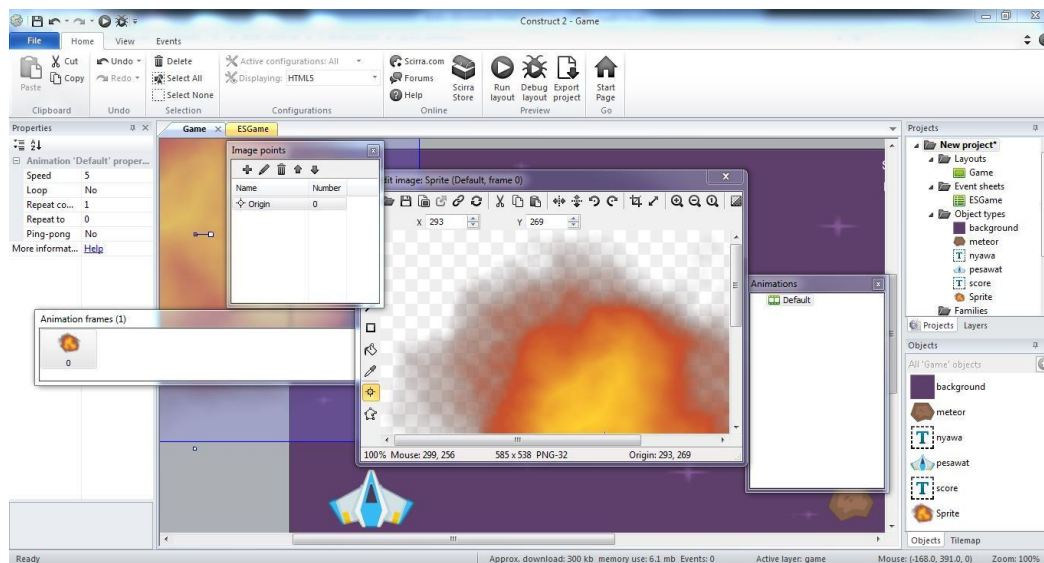 Construct 2 - Game
File Home View Events
Paste Cut Copy Clipboard
Undo Redo Undo
Delete Select All Select None Selection
Active configurations: All Displaying: HTML5 Configurations
Scirra.com Forums Help Scirra Store Online
Run layout Debug layout Export project Preview
Start Page Go
Properties
Animation 'Default' proper...
Speed 5
Loop No
Repeat co... 1
Repeat to 0
Ping-pong No
More informat... Help
Game ESGame
Image points
Name Number
Origin 0
dit image: Sprite (Default, frame 0)
X 293 Y 269
100% Mouse: 299, 256 585 x 538 PNG-32 Origin: 293, 269
Animation frames (1)
0
Animations
Default
Projects
New project*
Layouts
Game
Event sheets
ESGame
Object types
background
meteor
T nyawa
pesawat
T score
Sprite
Families
Projects Layers
Objects
All 'Game' objects
background
meteor
T nyawa
pesawat
T score
Sprite
Objects Tilemap
Ready Approx. download: 300 kb memory use: 6.1 mb Events: 0 Active layer: game Mouse: (-168.0, 391.0, 0) Zoom: 100%